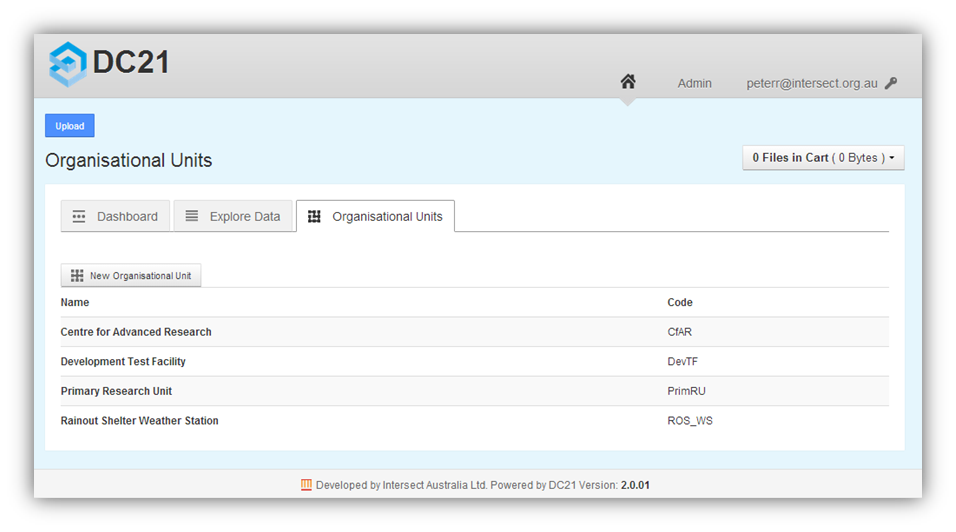 DC21
Admin peterr@intersect.org.au
Upload
Organisational Units
0 Files in Cart ( 0 Bytes )
Dashboard Explore Data Organisational Units
New Organisational Unit
Name Code
Centre for Advanced Research CfAR
Development Test Facility DevTF
Primary Research Unit PrimRU
Rainout Shelter Weather Station ROS_WS
Developed by Intersect Australia Ltd. Powered by DC21 Version: 2.0.01